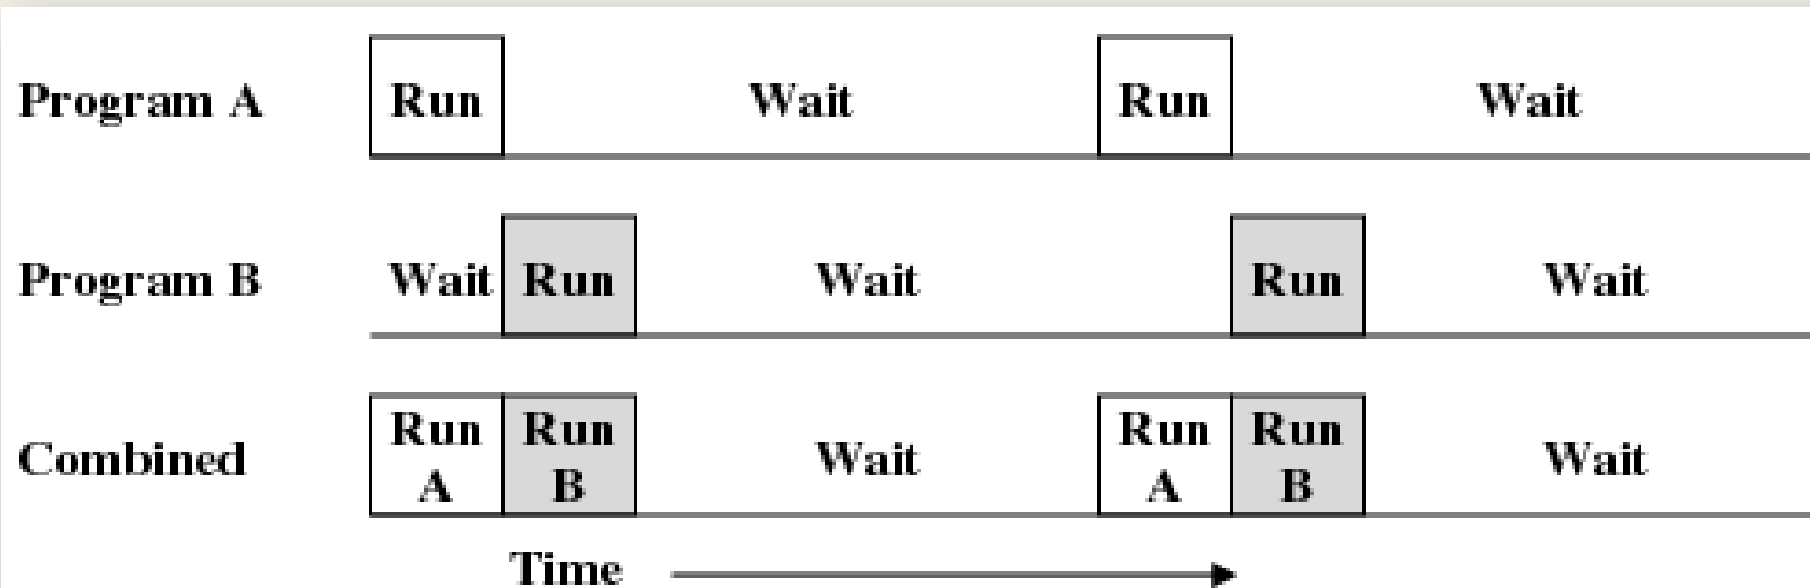 Program A Run Wait Run Wait
Program B Wait Run Wait Run Wait
Combined Run A Run B Wait Run A Run B Wait
Time